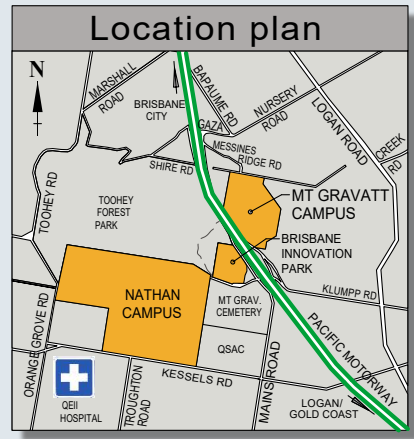 Location plan
N
MARSHALL
ROAD
BRISBANE
CITY
BAPAUME RD
GAZA
NURSERY
ROAD
LOGAN ROAD
MESSINES
RIDGE RD
CREEK
RD
SHIRE RD
TOOHEY RD
TOOHEY
FOREST
PARK
MT GRAVATT
CAMPUS
BRISBANE
INNOVATION
PARK
NATHAN
CAMPUS
MT GRAV.
CEMETERY
KLUMPP RD
ORANGE GROVE RD
QSAC
MAINS ROAD
PACIFIC MOTORWAY
KESSELS RD
QEII
HOSPITAL
TROUGHTON
ROAD
LOGAN/
GOLD COAST